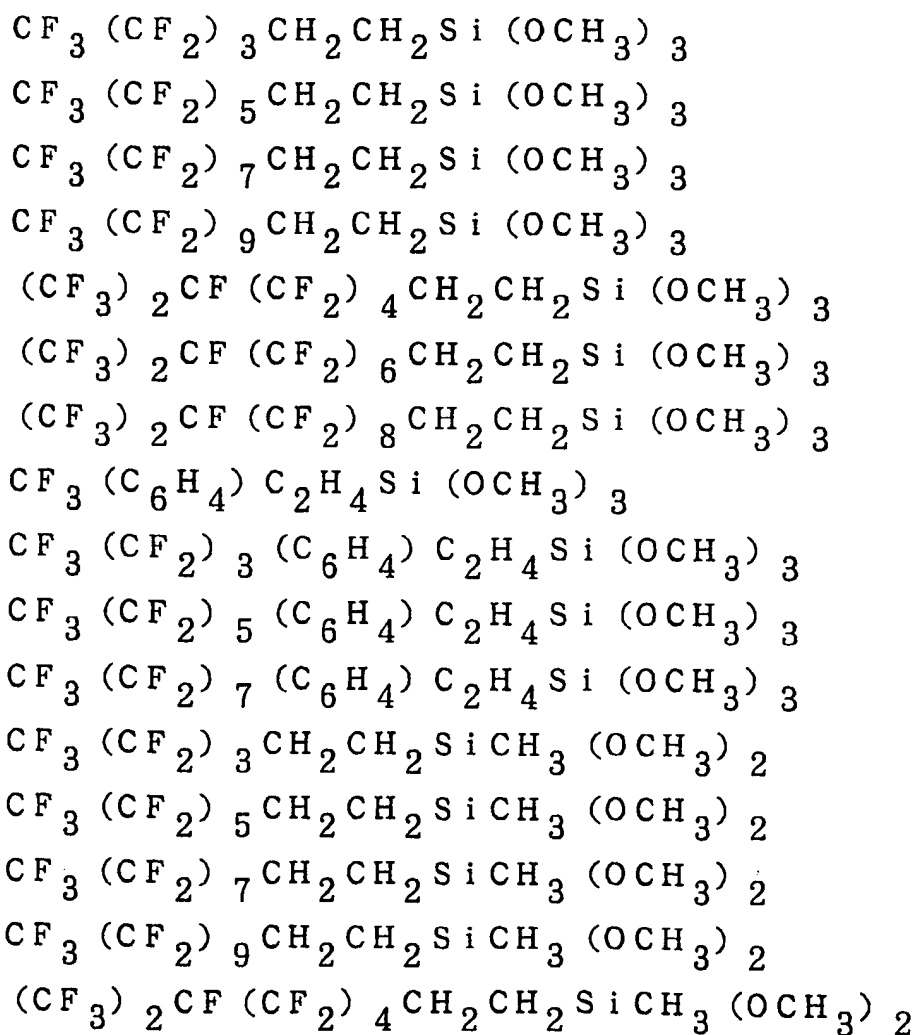 CF₃(CF₂)₃CH₂CH₂Si(OCH₃)₃
CF₃(CF₂)₅CH₂CH₂Si(OCH₃)₃
CF₃(CF₂)₇CH₂CH₂Si(OCH₃)₃
CF₃(CF₂)₉CH₂CH₂Si(OCH₃)₃
(CF₃)₂CF(CF₂)₄CH₂CH₂Si(OCH₃)₃
(CF₃)₂CF(CF₂)₆CH₂CH₂Si(OCH₃)₃
(CF₃)₂CF(CF₂)₈CH₂CH₂Si(OCH₃)₃
CF₃(C₆H₄)C₂H₄Si(OCH₃)₃
CF₃(CF₂)₃(C₆H₄)C₂H₄Si(OCH₃)₃
CF₃(CF₂)₅(C₆H₄)C₂H₄Si(OCH₃)₃
CF₃(CF₂)₇(C₆H₄)C₂H₄Si(OCH₃)₃
CF₃(CF₂)₃CH₂CH₂SiCH₃(OCH₃)₂
CF₃(CF₂)₅CH₂CH₂SiCH₃(OCH₃)₂
CF₃(CF₂)₇CH₂CH₂SiCH₃(OCH₃)₂
CF₃(CF₂)₉CH₂CH₂SiCH₃(OCH₃)₂
(CF₃)₂CF(CF₂)₄CH₂CH₂SiCH₃(OCH₃)₂